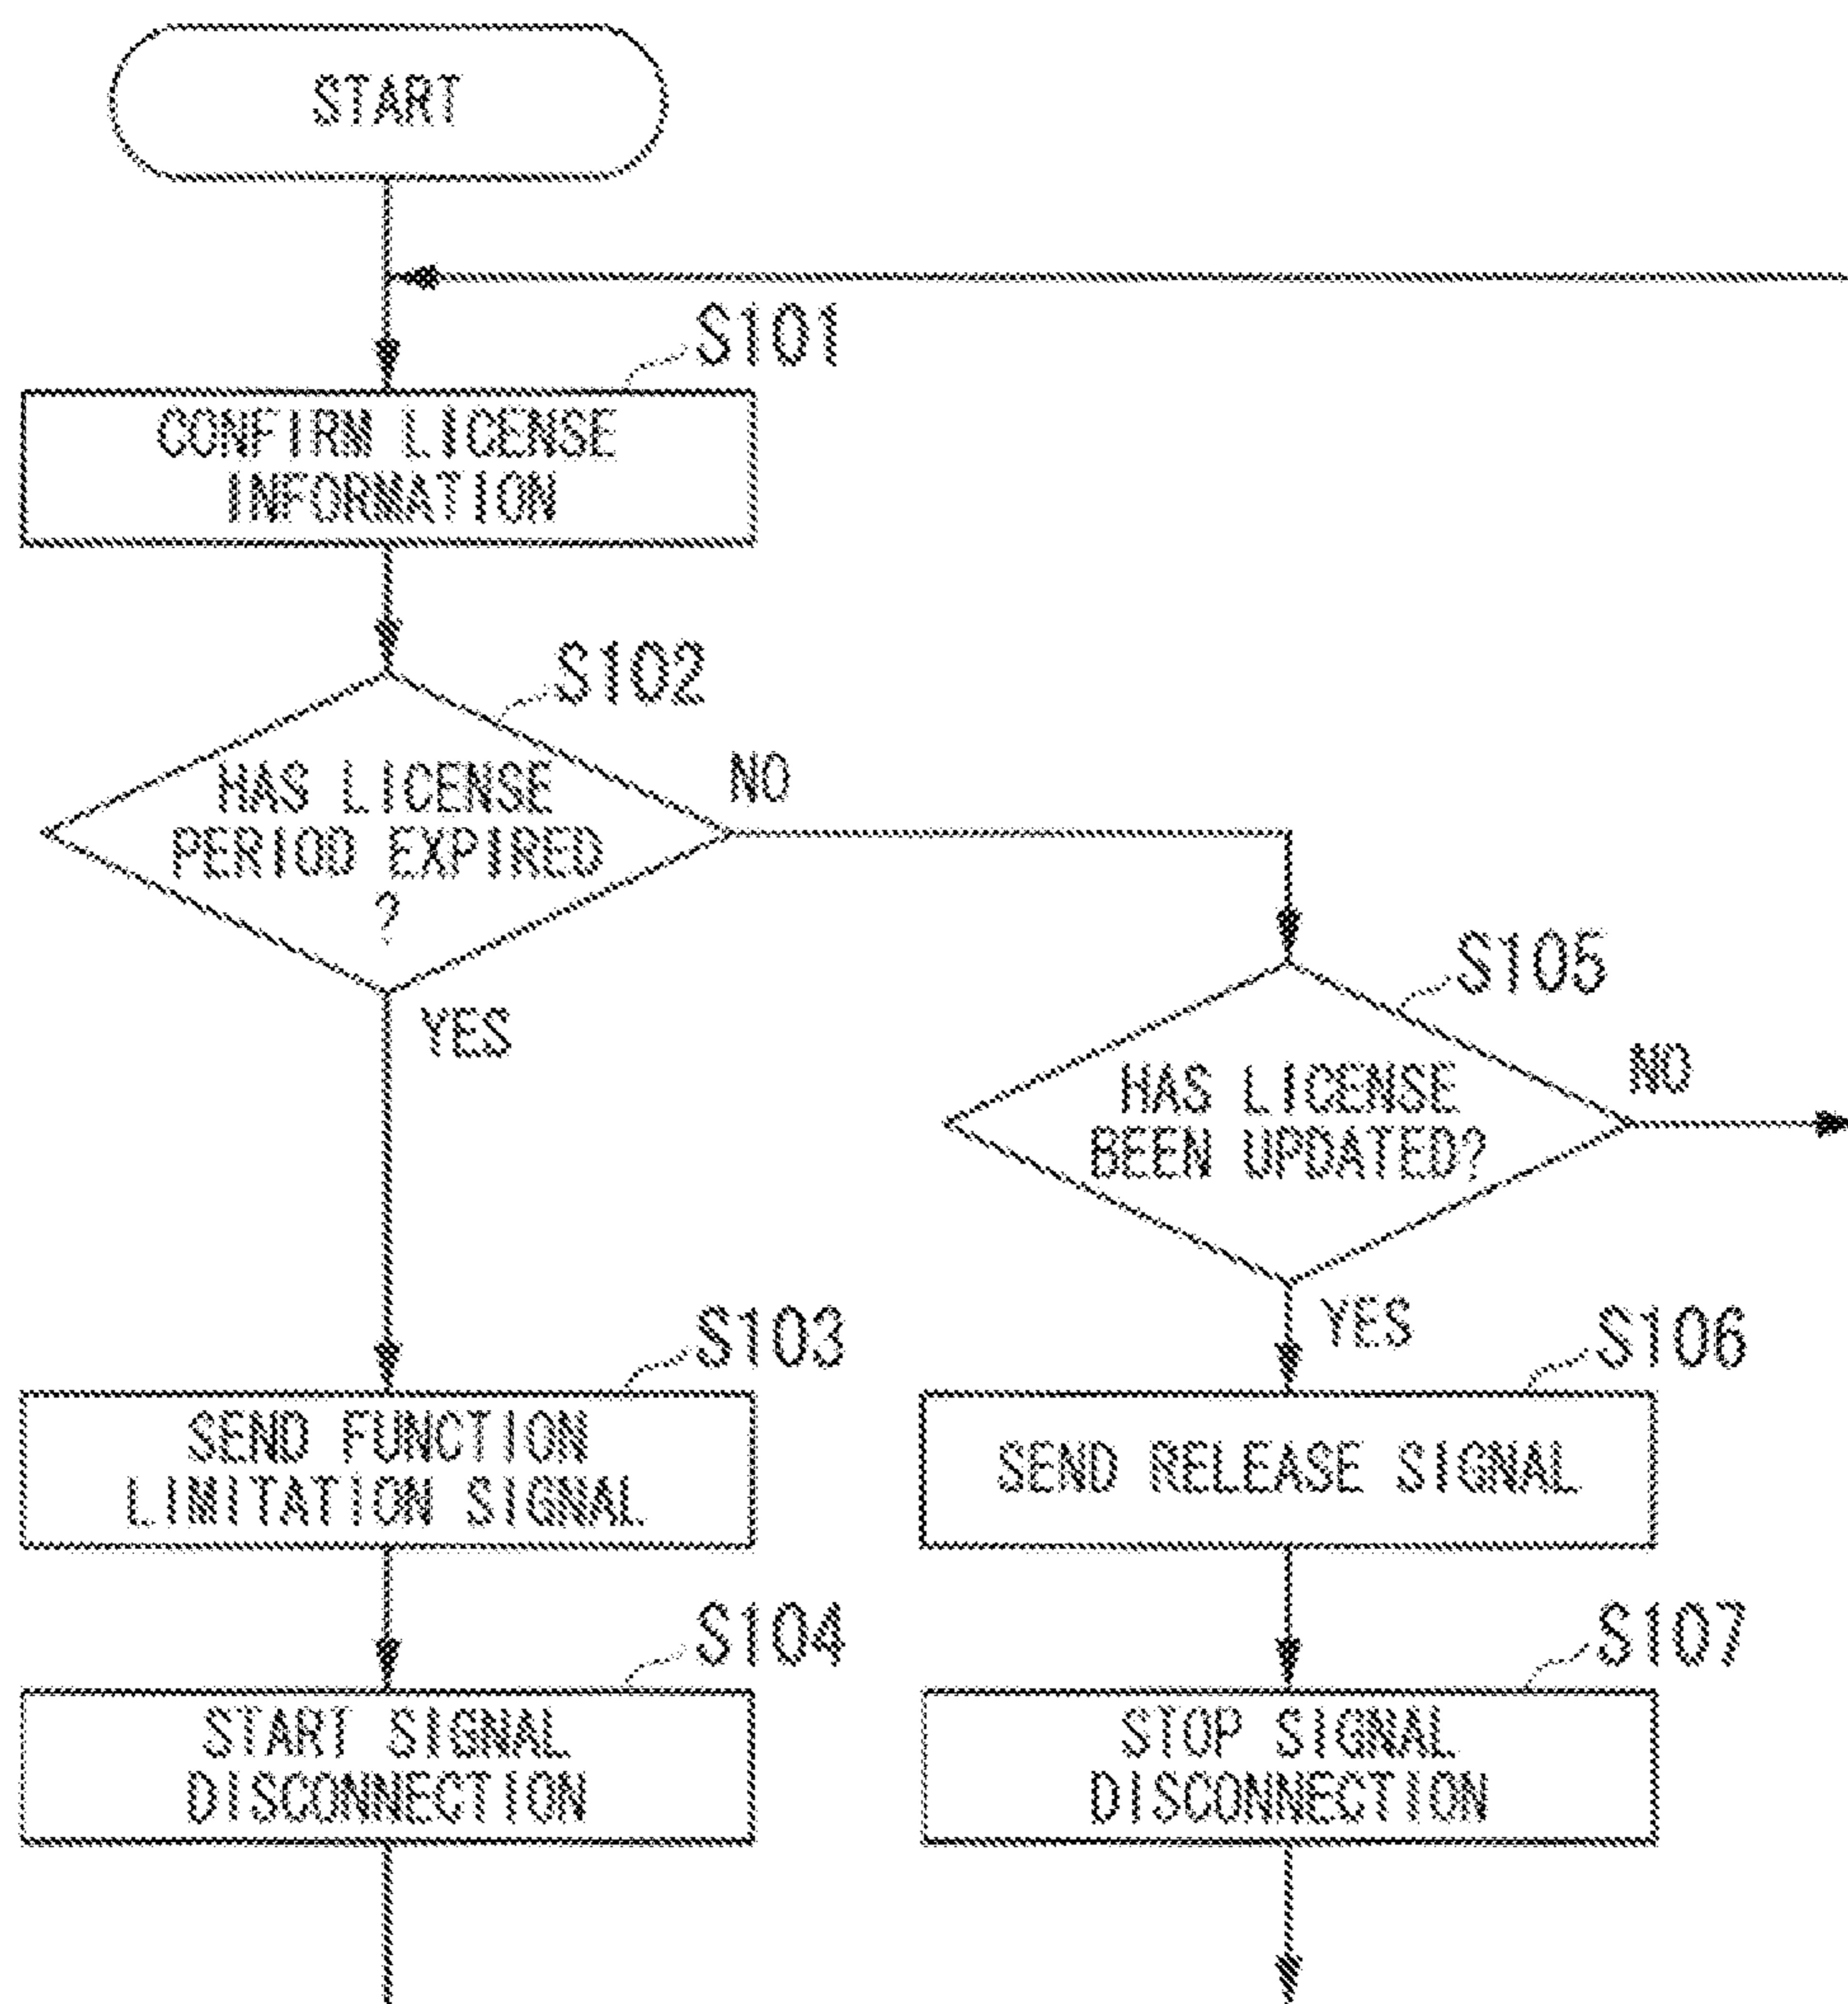 START
S101
CONFIRM LICENSE
INFORMATION
S102
HAS LICENSE
PERIOD EXPIRED
?
NO
YES
S105
HAS LICENSE
BEEN UPDATED?
NO
YES
S103
SEND FUNCTION
LIMITATION SIGNAL
S106
SEND RELEASE SIGNAL
S104
START SIGNAL
DISCONNECTION
S107
STOP SIGNAL
DISCONNECTION